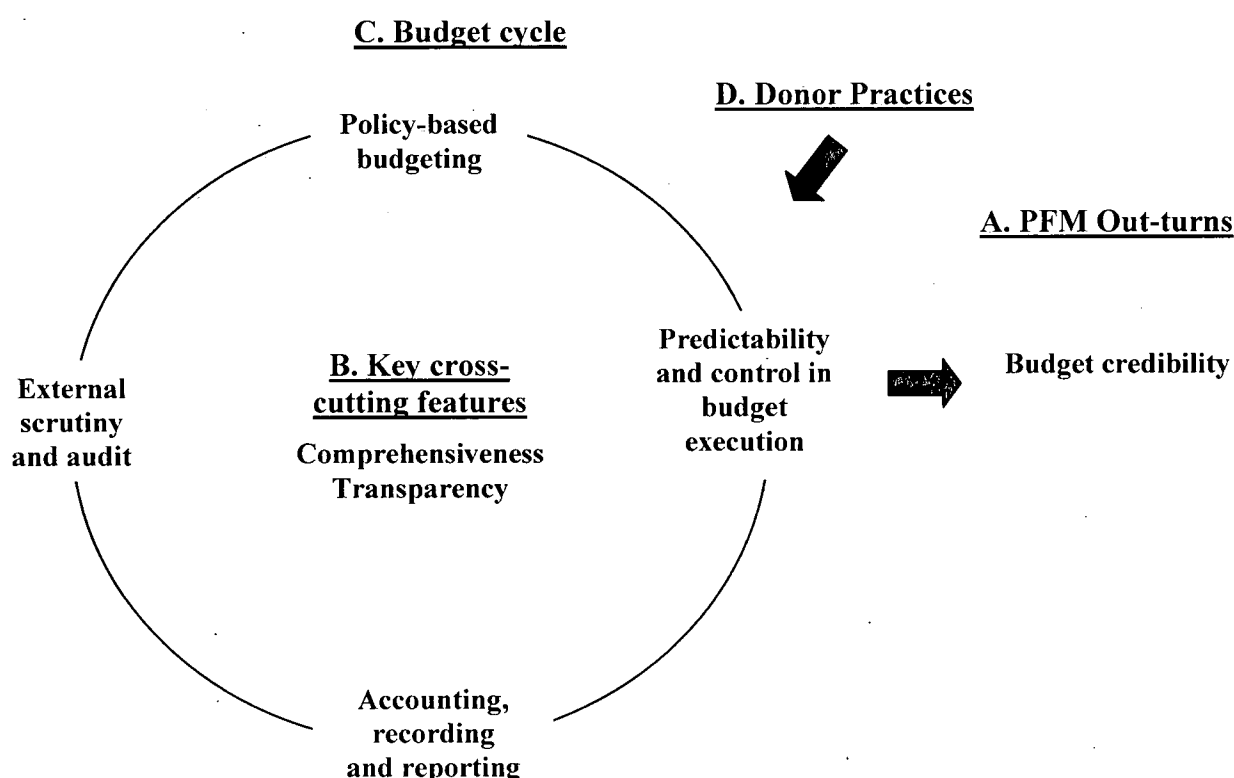 C. Budget cycle
D. Donor Practices
Policy-based
budgeting
A. PFM Out-turns
Predictability
and control in
budget
execution
Budget credibility
B. Key cross-
cutting features
Comprehensiveness
Transparency
External
scrutiny
and audit
Accounting,
recording
and reporting